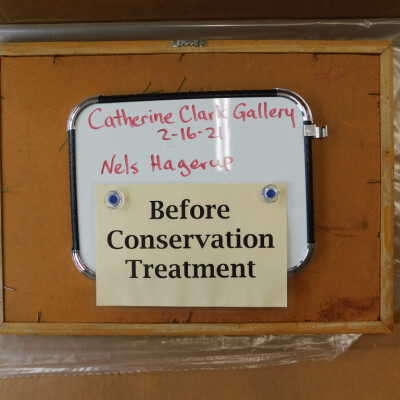 Catherine Clark Gallery
2-16-21
Nels Hagerup
Before
Conservation
Treatment